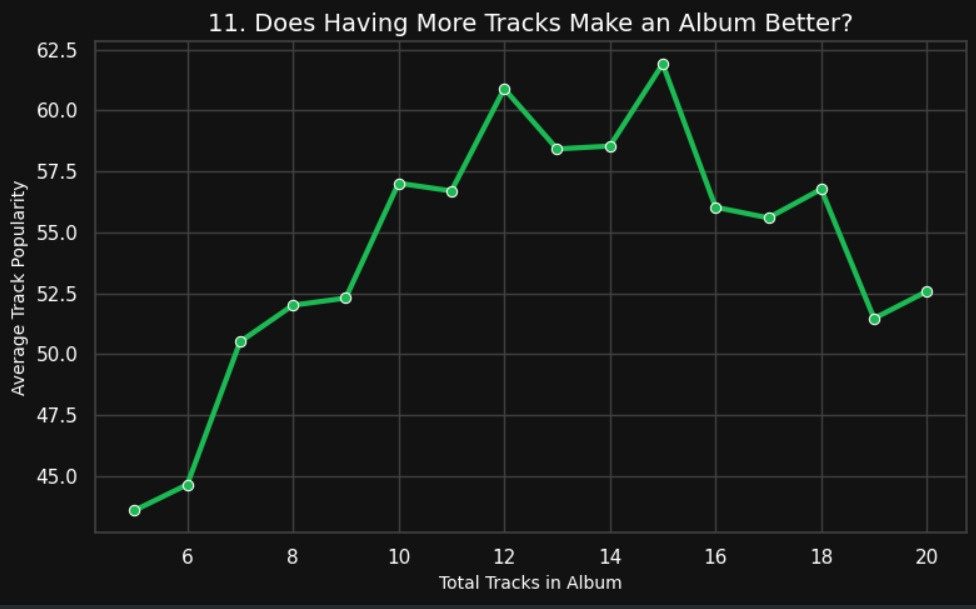 11. Does Having More Tracks Make an Album Better?
62.5
60.0
57.5
55.0
52.5
50.0
47.5
45.0
Average Track Popularity
6 8 10 12 14 16 18 20
Total Tracks in Album